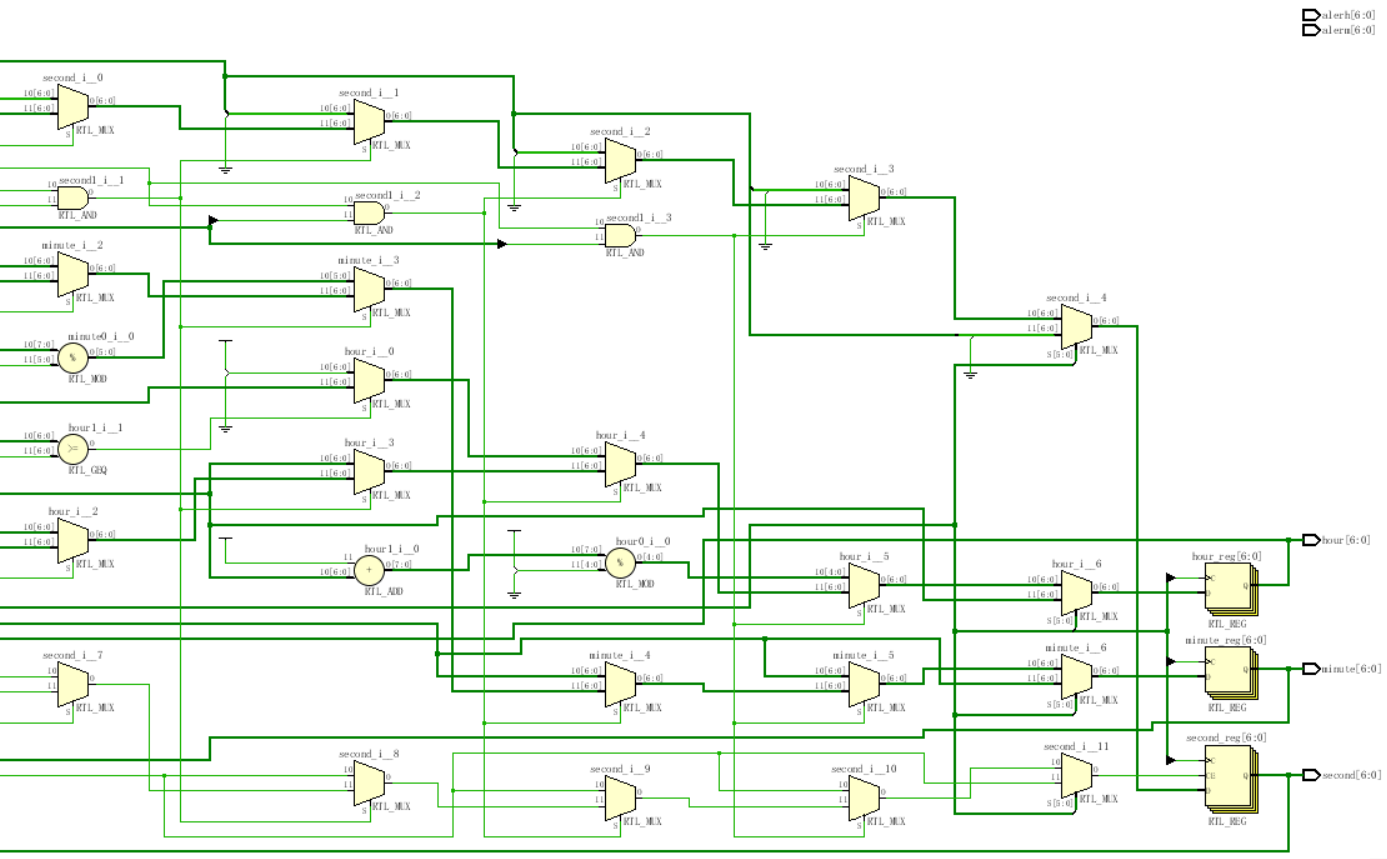 alerh[6:0]
alerm[6:0]
second_i__0
I0[6:0]
I1[6:0]
O[6:0]
S
RTL_MUX
second_i__1
I0[6:0]
I1[6:0]
O[6:0]
S
RTL_MUX
second_i__2
I0[6:0]
I1[6:0]
O[6:0]
S
RTL_MUX
second_i__3
I0[6:0]
I1[6:0]
O[6:0]
S
RTL_MUX
second1_i__1
I0
I1
O
RTL_AND
second1_i__2
I0
I1
O
RTL_AND
second1_i__3
I0
I1
O
RTL_AND
minute_i__2
I0[6:0]
I1[6:0]
O[6:0]
S
RTL_MUX
minute_i__3
I0[5:0]
I1[6:0]
O[6:0]
S
RTL_MUX
second_i__4
I0[6:0]
I1[6:0]
O[6:0]
S[5:0]
RTL_MUX
minute0_i__0
I0[7:0]
I1[5:0]
%
O[5:0]
RTL_MOD
hour_i__0
I0[6:0]
I1[6:0]
O[6:0]
S
RTL_MUX
hour1_i__1
I0[6:0]
I1[6:0]
>=
O
RTL_GEQ
hour_i__3
I0[6:0]
I1[6:0]
O[6:0]
S
RTL_MUX
hour_i__4
I0[6:0]
I1[6:0]
O[6:0]
S
RTL_MUX
hour_i__2
I0[6:0]
I1[6:0]
O[6:0]
S
RTL_MUX
hour1_i__0
I1
I0[6:0]
+
O[7:0]
RTL_ADD
hour0_i__0
I0[7:0]
I1[4:0]
%
O[4:0]
RTL_MOD
hour_i__5
I0[4:0]
I1[6:0]
O[6:0]
S
RTL_MUX
hour_i__6
I0[6:0]
I1[6:0]
O[6:0]
S[5:0]
RTL_MUX
hour_reg[6:0]
C
D
Q
RTL_REG
hour[6:0]
second_i__7
I0
I1
O
S
RTL_MUX
minute_i__4
I0[6:0]
I1[6:0]
O[6:0]
S
RTL_MUX
minute_i__5
I0[6:0]
I1[6:0]
O[6:0]
S
RTL_MUX
minute_i__6
I0[6:0]
I1[6:0]
O[6:0]
S[5:0]
RTL_MUX
minute_reg[6:0]
C
D
Q
RTL_REG
minute[6:0]
second_i__8
I0
I1
O
S
RTL_MUX
second_i__9
I0
I1
O
S
RTL_MUX
second_i__10
I0
I1
O
S
RTL_MUX
second_i__11
I0
I1
O
S[5:0]
RTL_MUX
second_reg[6:0]
C
CE
D
Q
RTL_REG
second[6:0]